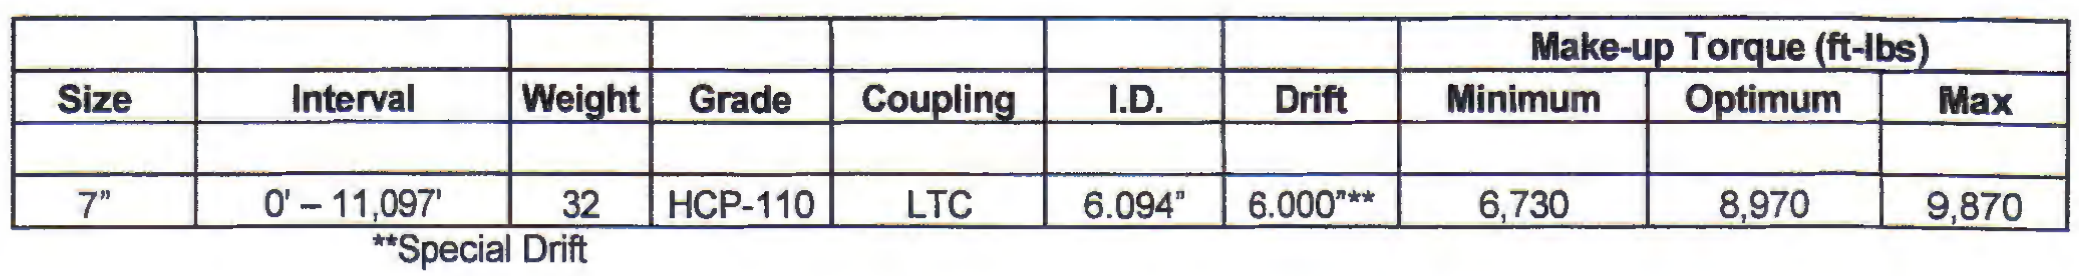 Make-up Torque (ft-lbs)
Size Interval Weight Grade Coupling I.D. Drift Minimum Optimum Max
7" 0' – 11,097' 32 HCP-110 LTC 6.094" 6.000"** 6,730 8,970 9,870
**Special Drift